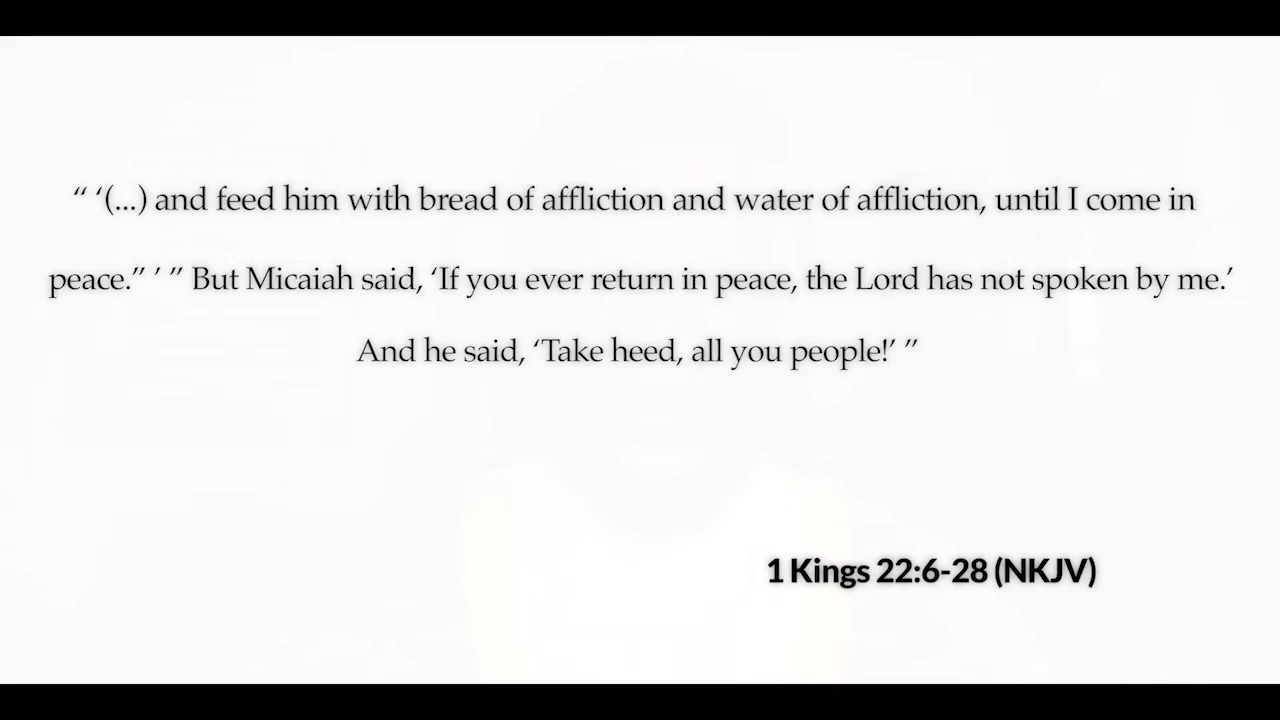 “ ‘(...) and feed him with bread of affliction and water of affliction, until I come in
peace.” ’ ” But Micaiah said, ‘If you ever return in peace, the Lord has not spoken by me.’
And he said, ‘Take heed, all you people!’ ”
1 Kings 22:6-28 (NKJV)